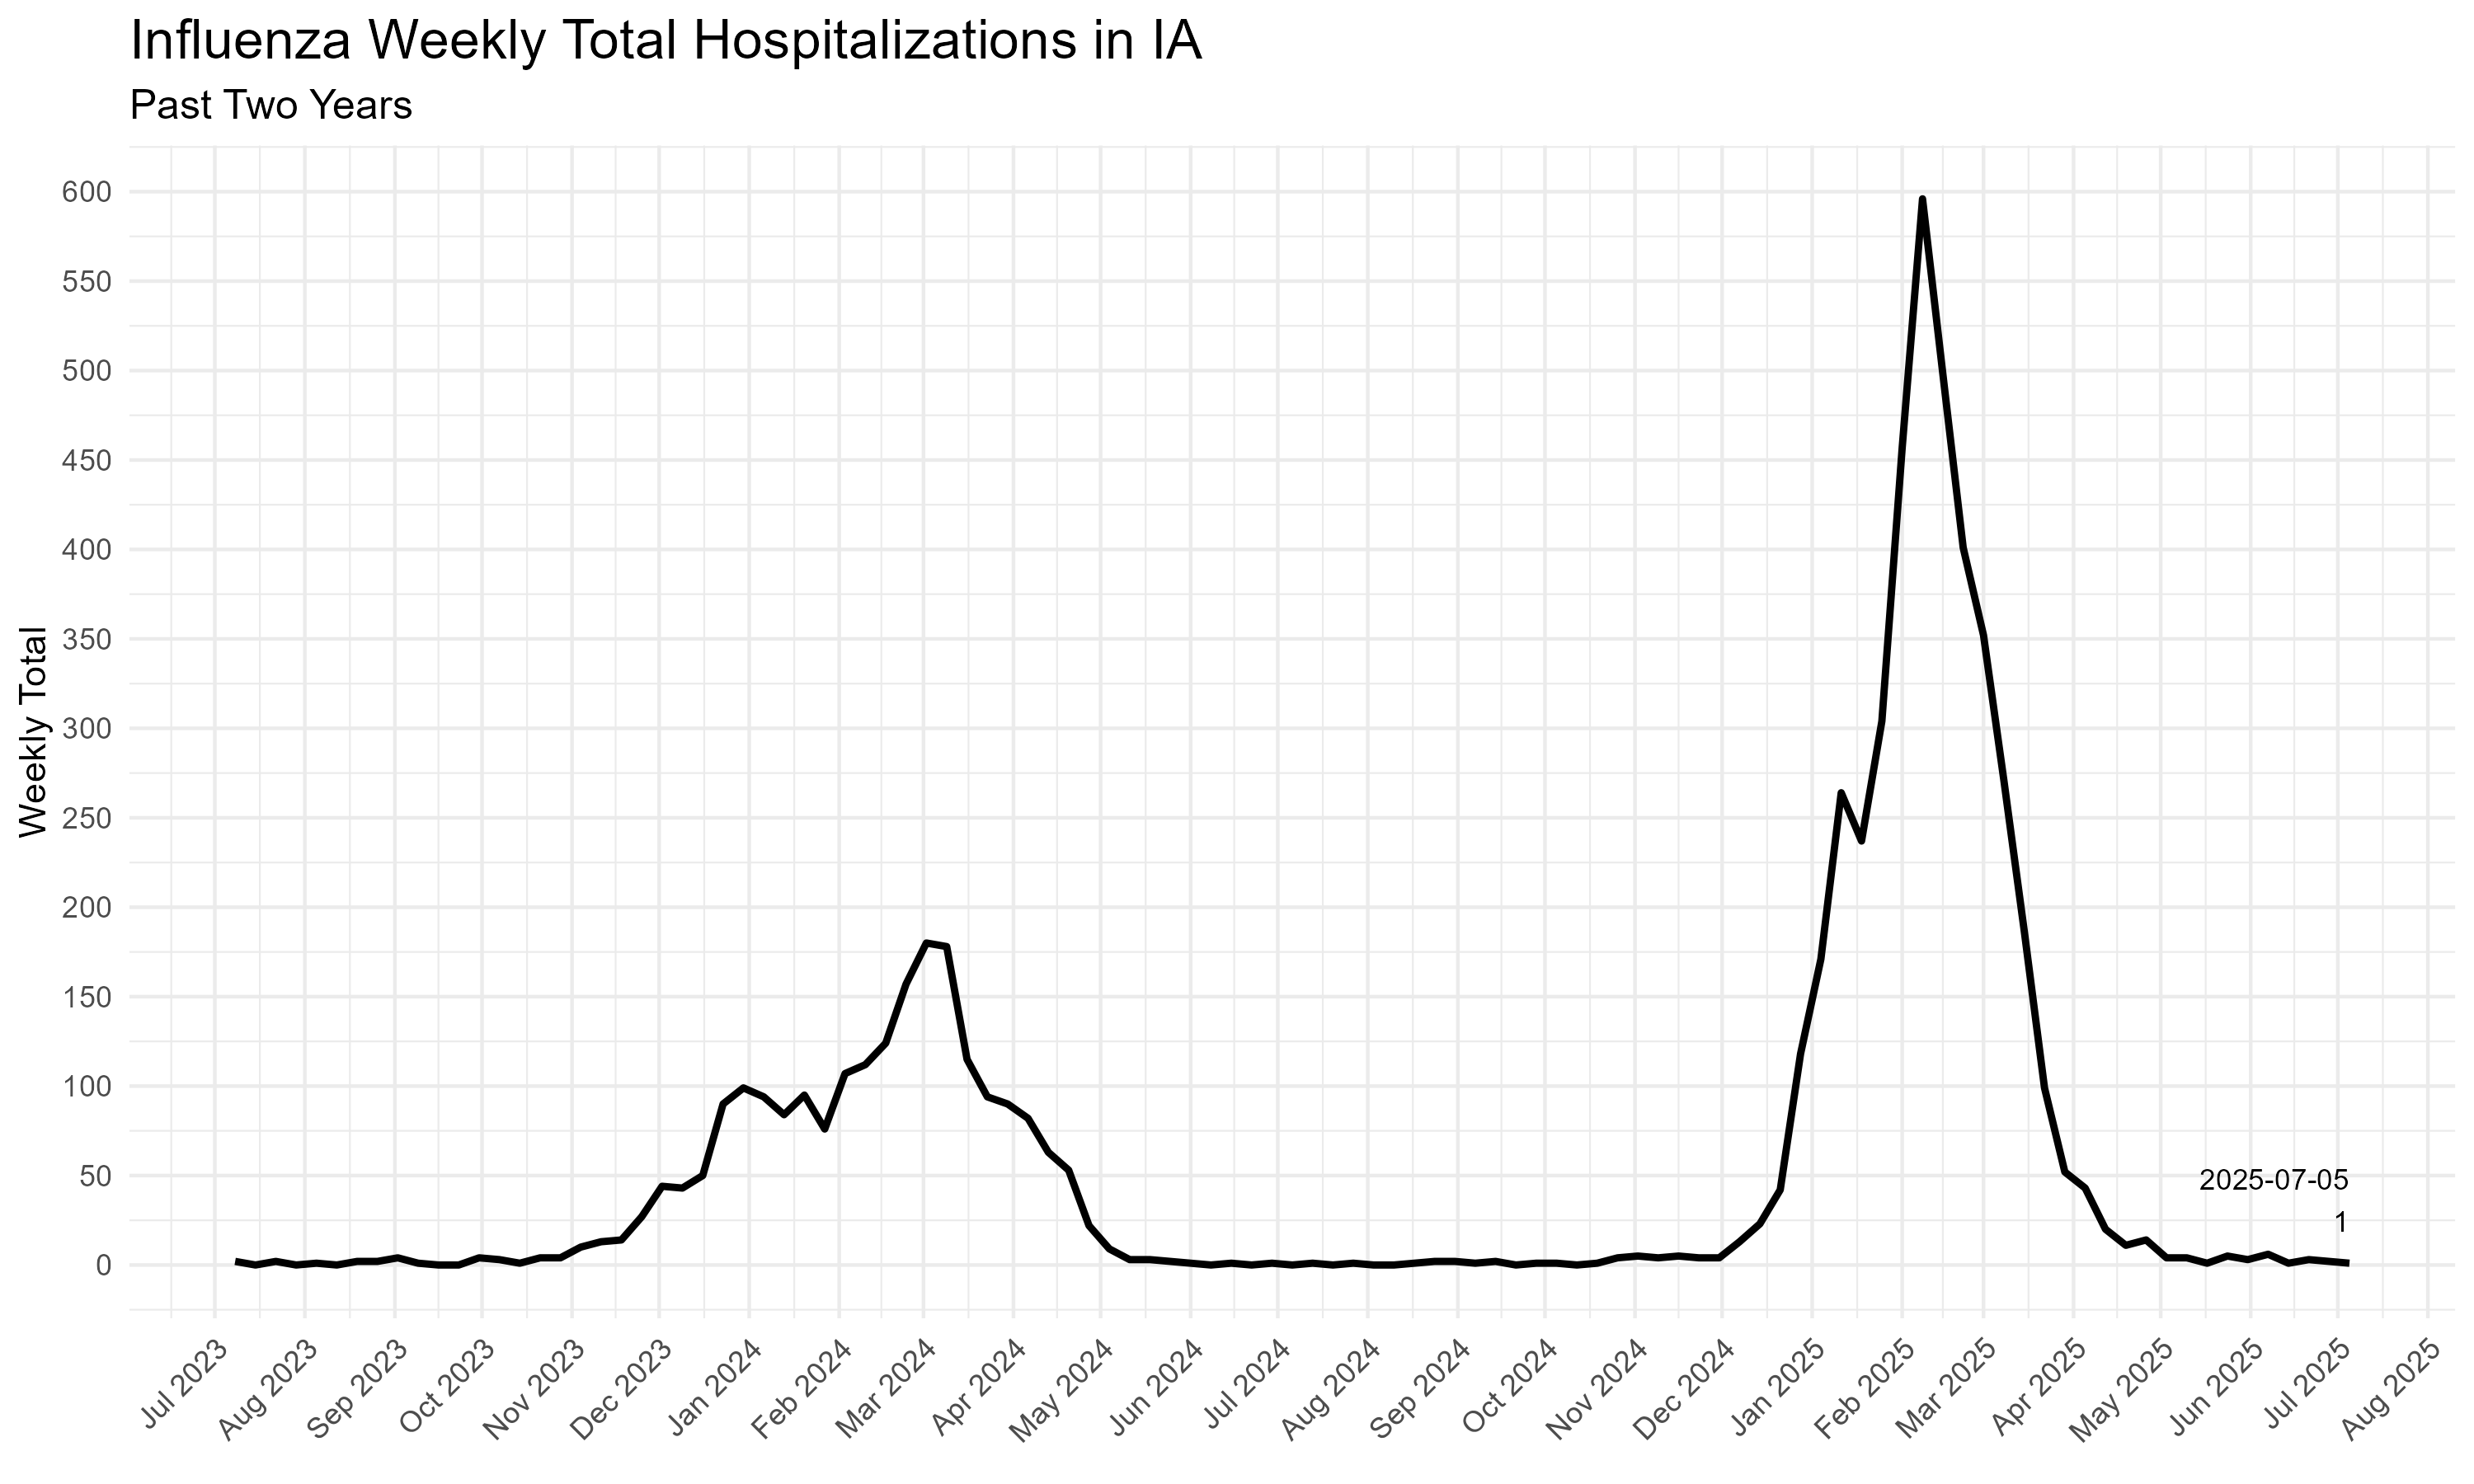 Influenza Weekly Total Hospitalizations in IA
Past Two Years
Weekly Total
600
550
500
450
400
350
300
250
200
150
100
50
0
2025-07-05
1
Jul 2023
Aug 2023
Sep 2023
Oct 2023
Nov 2023
Dec 2023
Jan 2024
Feb 2024
Mar 2024
Apr 2024
May 2024
Jun 2024
Jul 2024
Aug 2024
Sep 2024
Oct 2024
Nov 2024
Dec 2024
Jan 2025
Feb 2025
Mar 2025
Apr 2025
May 2025
Jun 2025
Jul 2025
Aug 2025